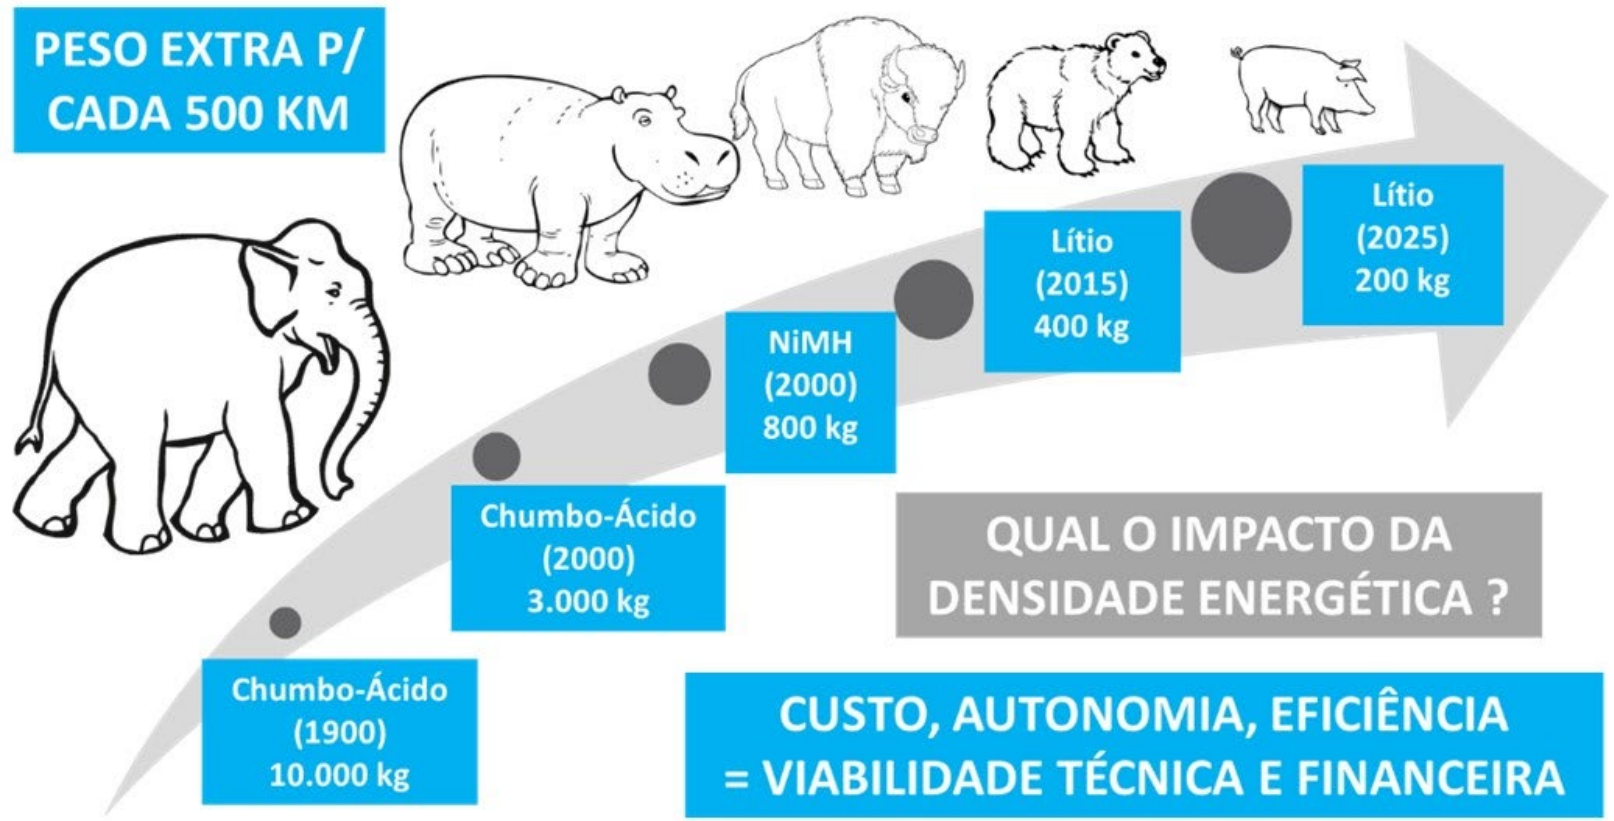 PESO EXTRA P/
CADA 500 KM
Lítio
(2025)
200 kg
Lítio
(2015)
400 kg
NiMH
(2000)
800 kg
Chumbo-Ácido
(2000)
3.000 kg
Chumbo-Ácido
(1900)
10.000 kg
QUAL O IMPACTO DA
DENSIDADE ENERGÉTICA ?
CUSTO, AUTONOMIA, EFICIÊNCIA
= VIABILIDADE TÉCNICA E FINANCEIRA